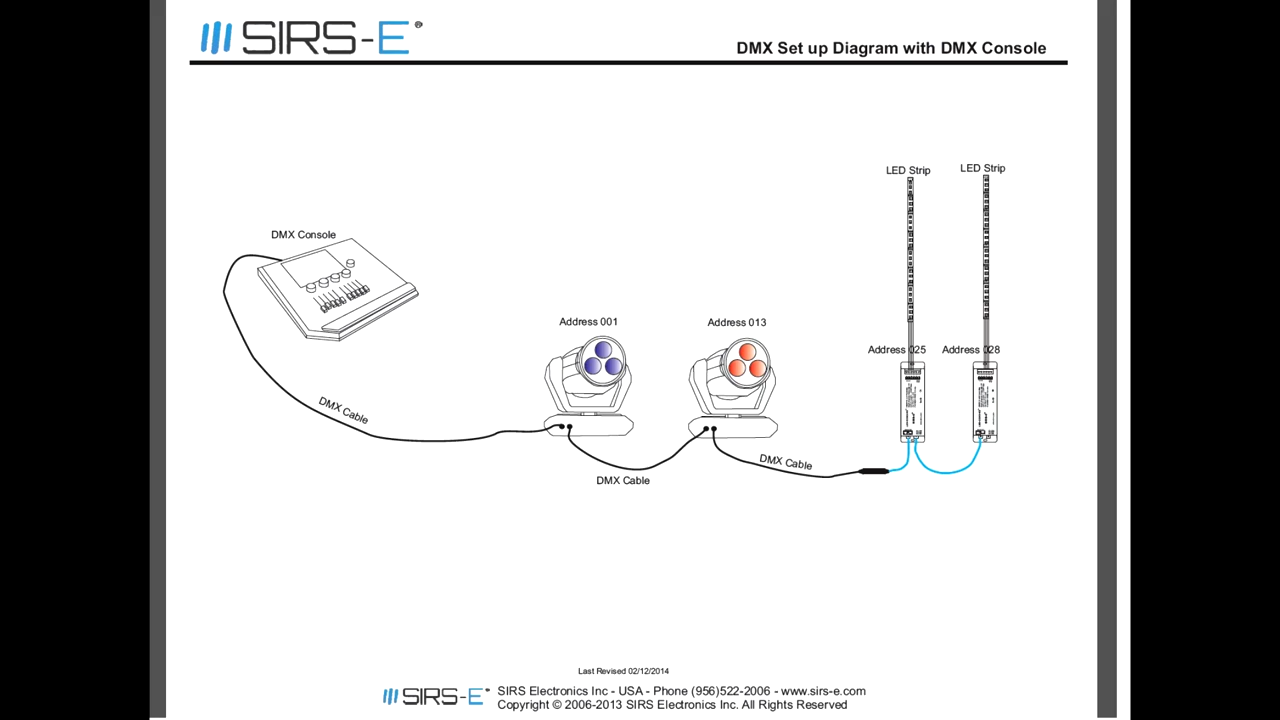 SIRS-E®
DMX Set up Diagram with DMX Console
LED Strip
LED Strip
DMX Console
Address 001
Address 013
Address 025
Address 028
DMX Cable
DMX Cable
DMX Cable
Last Revised 02/12/2014
SIRS-E®
SIRS Electronics Inc - USA - Phone (956)522-2006 - www.sirs-e.com
Copyright © 2006-2013 SIRS Electronics Inc. All Rights Reserved